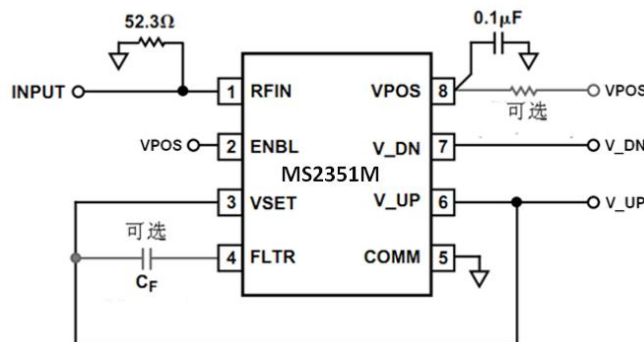 52.3Ω
0.1µF
INPUT
1 RFIN VPOS 8
VPOS
可选
VPOS 2 ENBL V_DN 7 V_DN
MS2351M
3 VSET V_UP 6 V_UP
可选
4 FLTR COMM 5
CF